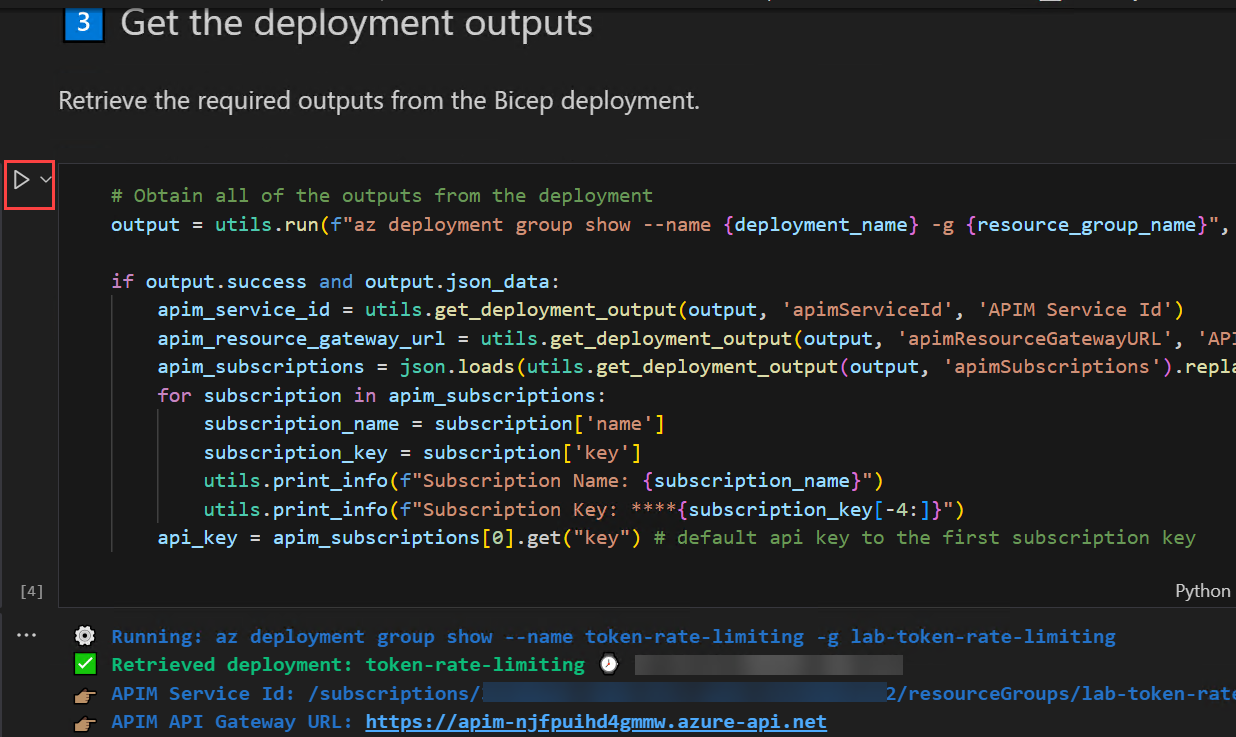 3 Get the deployment outputs
Retrieve the required outputs from the Bicep deployment.
# Obtain all of the outputs from the deployment
output = utils.run(f"az deployment group show --name {deployment_name} -g {resource_group_name}",
if output.success and output.json_data:
apim_service_id = utils.get_deployment_output(output, 'apimServiceId', 'APIM Service Id')
apim_resource_gateway_url = utils.get_deployment_output(output, 'apimResourceGatewayURL', 'API
apim_subscriptions = json.loads(utils.get_deployment_output(output, 'apimSubscriptions').repla
for subscription in apim_subscriptions:
subscription_name = subscription['name']
subscription_key = subscription['key']
utils.print_info(f"Subscription Name: {subscription_name}")
utils.print_info(f"Subscription Key: ****{subscription_key[-4:]}")
api_key = apim_subscriptions[0].get("key") # default api key to the first subscription key
[4]
Python
Running: az deployment group show --name token-rate-limiting -g lab-token-rate-limiting
Retrieved deployment: token-rate-limiting
APIM Service Id: /subscriptions/ 2/resourceGroups/lab-token-rate
APIM API Gateway URL: https://apim-njfpuihd4gmmw.azure-api.net